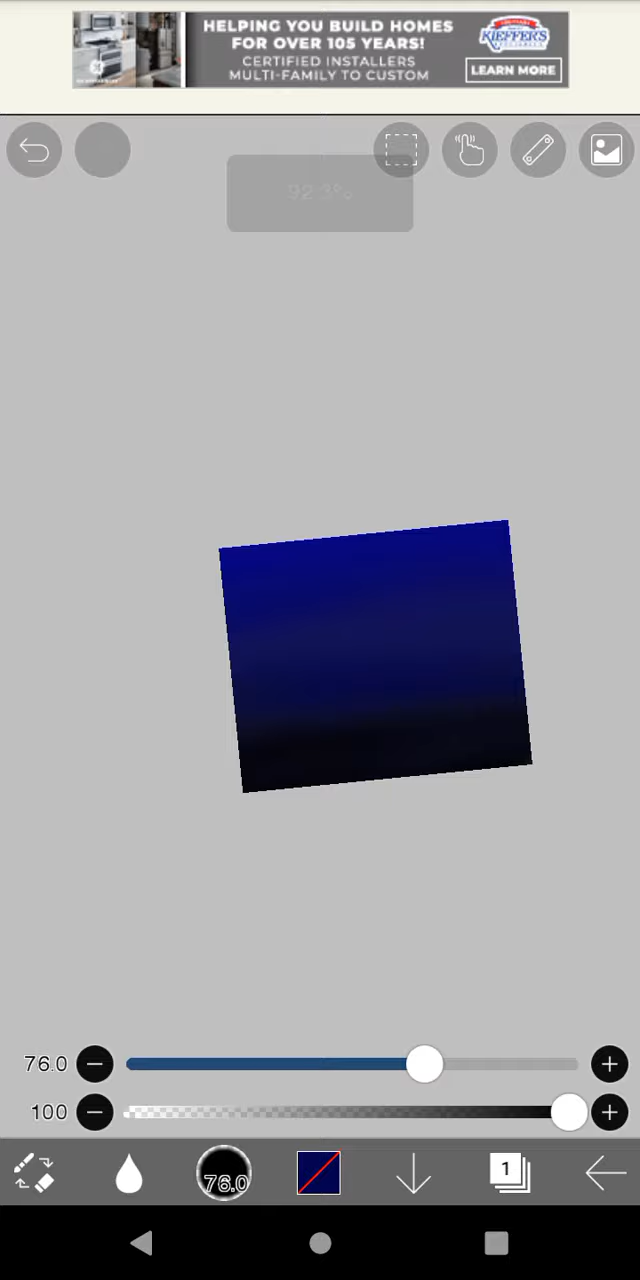 HELPING YOU BUILD HOMES
FOR OVER 105 YEARS!
CERTIFIED INSTALLERS
MULTI-FAMILY TO CUSTOM
KIEFFER'S
LEARN MORE
76.0
100
76.0
1